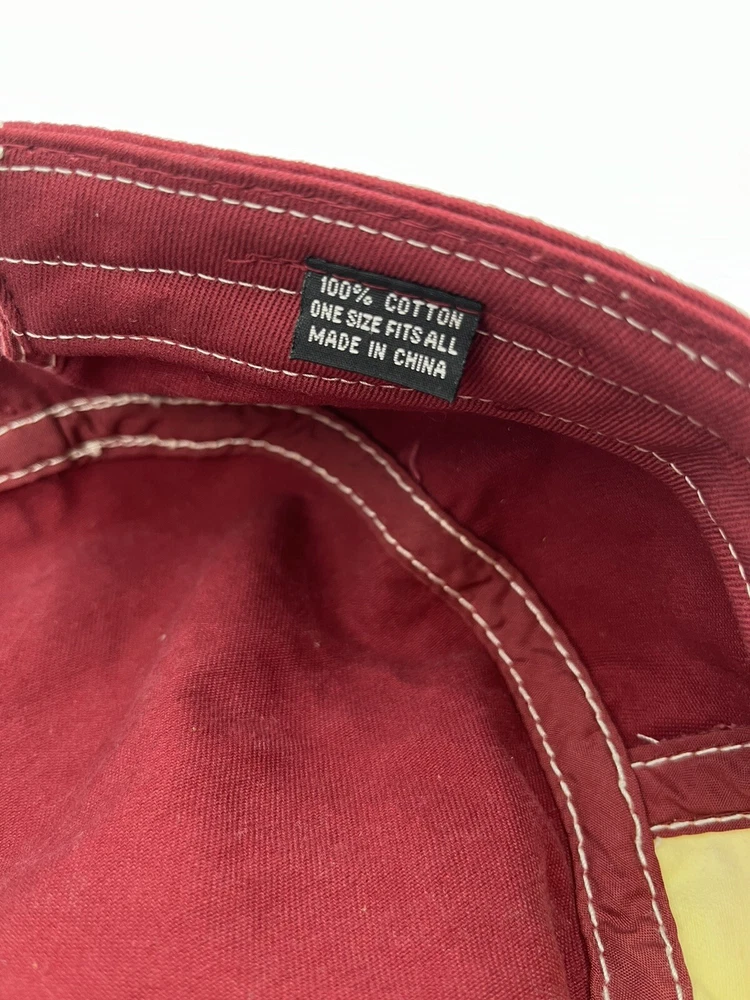 100% COTTON
ONE SIZE FITS ALL
MADE IN CHINA